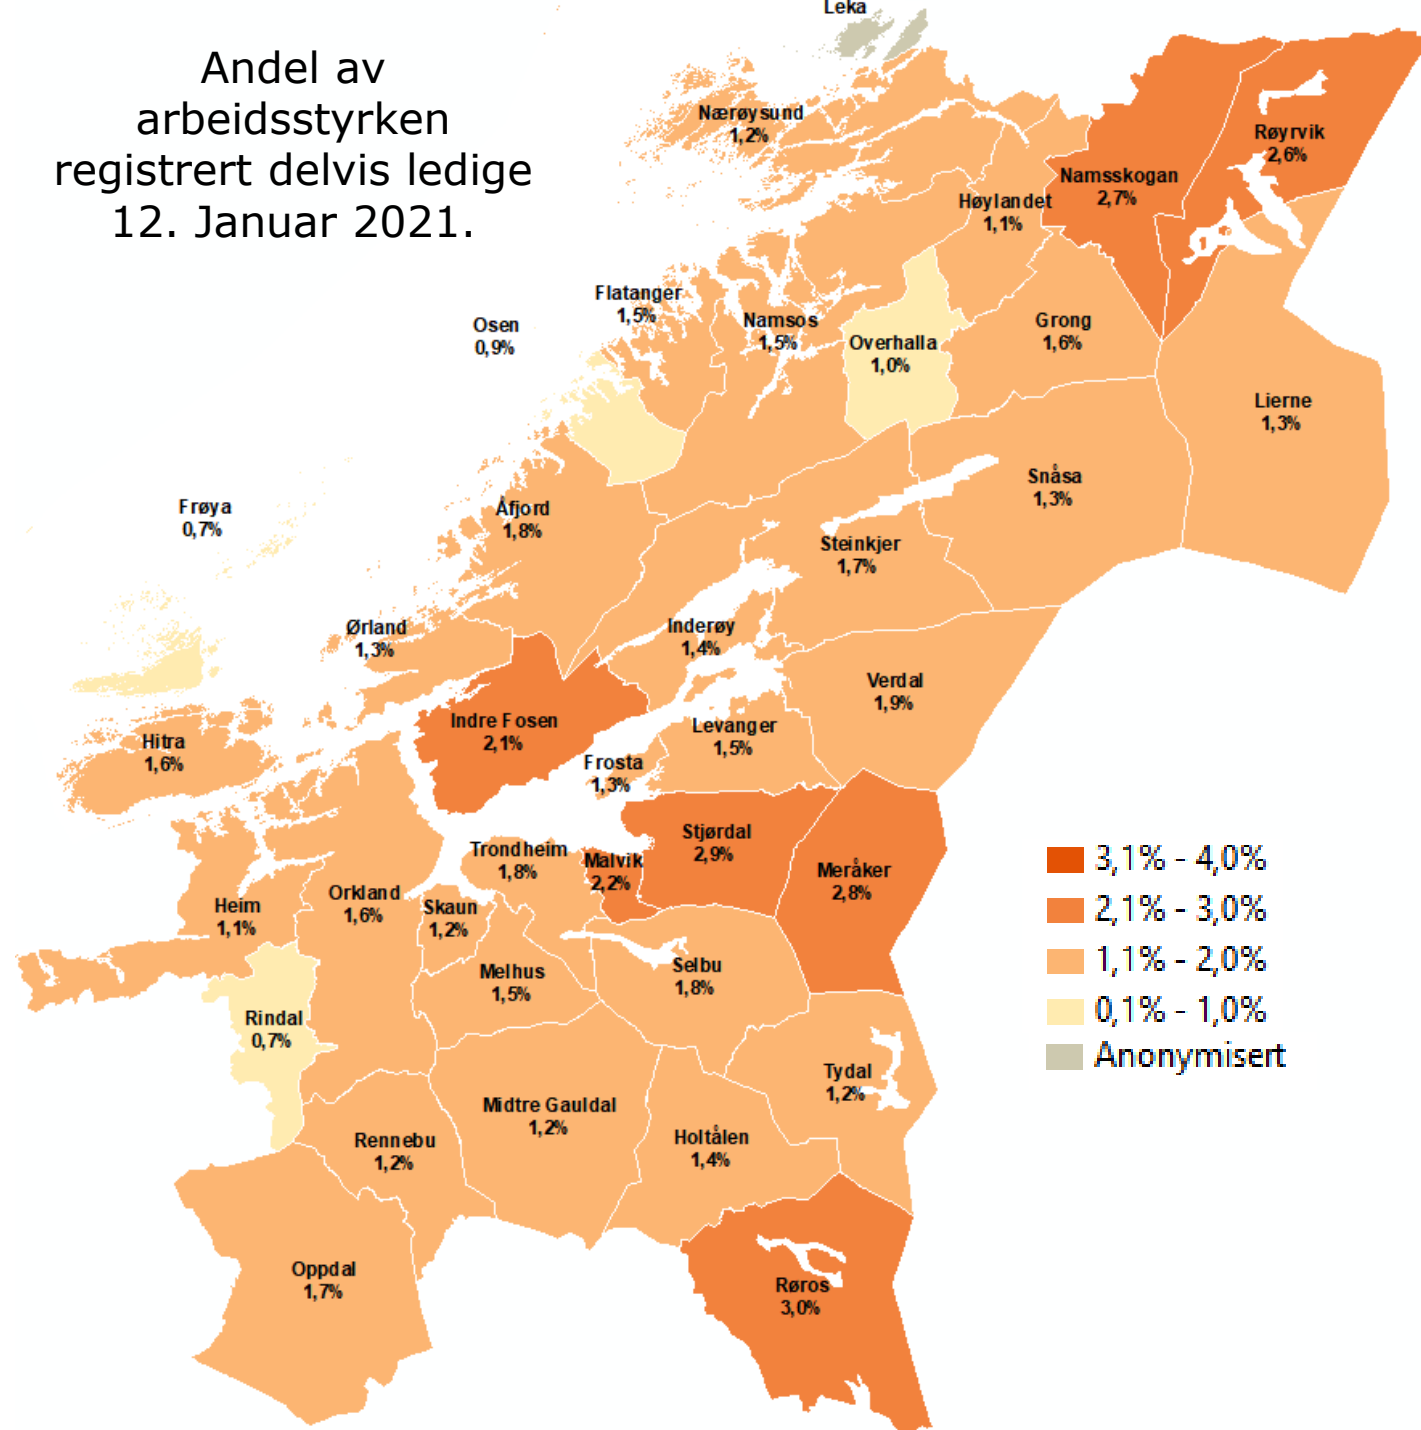 Andel av
arbeidsstyrken
registrert delvis ledige
12. Januar 2021.
Leka
Nærøysund
1,2%
Røyrvik
2,6%
Namsskogan
2,7%
Høylandet
1,1%
Flatanger
1,5%
Namsos
1,5%
Osen
0,9%
Overhalla
1,0%
Grong
1,6%
Lierne
1,3%
Snåsa
1,3%
Frøya
0,7%
Åfjord
1,8%
Steinkjer
1,7%
Ørland
1,3%
Inderøy
1,4%
Verdal
1,9%
Indre Fosen
2,1%
Levanger
1,5%
Hitra
1,6%
Frosta
1,3%
Stjørdal
2,9%
Trondheim
1,8%
Malvik
2,2%
Meråker
2,8%
Orkland
1,6%
Skaun
1,2%
Heim
1,1%
Melhus
1,5%
Selbu
1,8%
Rindal
0,7%
Tydal
1,2%
Midtre Gauldal
1,2%
Rennebu
1,2%
Holtålen
1,4%
Oppdal
1,7%
Røros
3,0%
3,1% - 4,0%
2,1% - 3,0%
1,1% - 2,0%
0,1% - 1,0%
Anonymisert